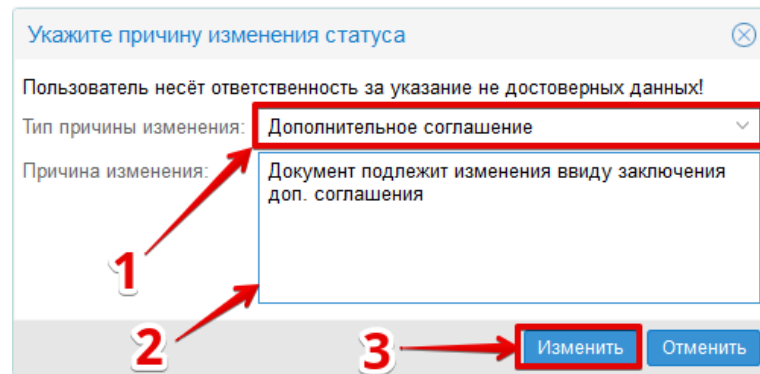 Укажите причину изменения статуса
Пользователь несёт ответственность за указание не достоверных данных!
Тип причины изменения: Дополнительное соглашение
Причина изменения: Документ подлежит изменения ввиду заключения
доп. соглашения
1
2
3 Изменить Отменить